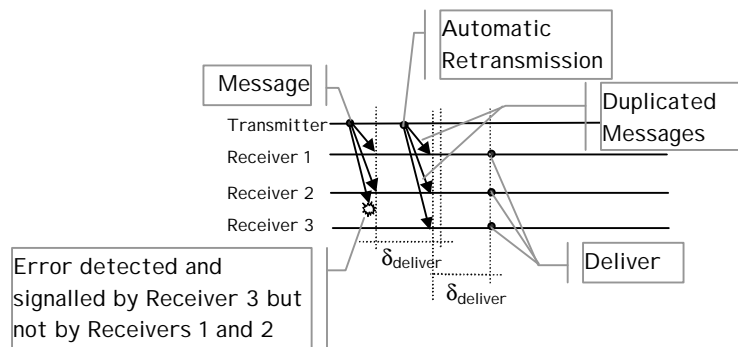 Automatic
Retransmission
Message
Duplicated
Messages
Transmitter
Receiver 1
Receiver 2
Receiver 3
Error detected and
signalled by Receiver 3 but
not by Receivers 1 and 2
δdeliver
δdeliver
Deliver